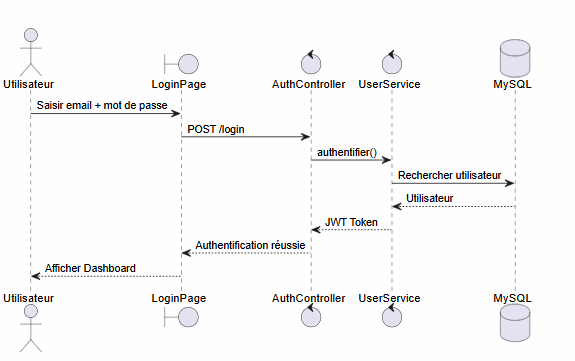 Utilisateur LoginPage AuthController UserService MySQL
Saisir email + mot de passe
POST /login
authentifier()
Rechercher utilisateur
Utilisateur
JWT Token
Authentification réussie
Afficher Dashboard
Utilisateur LoginPage AuthController UserService MySQL